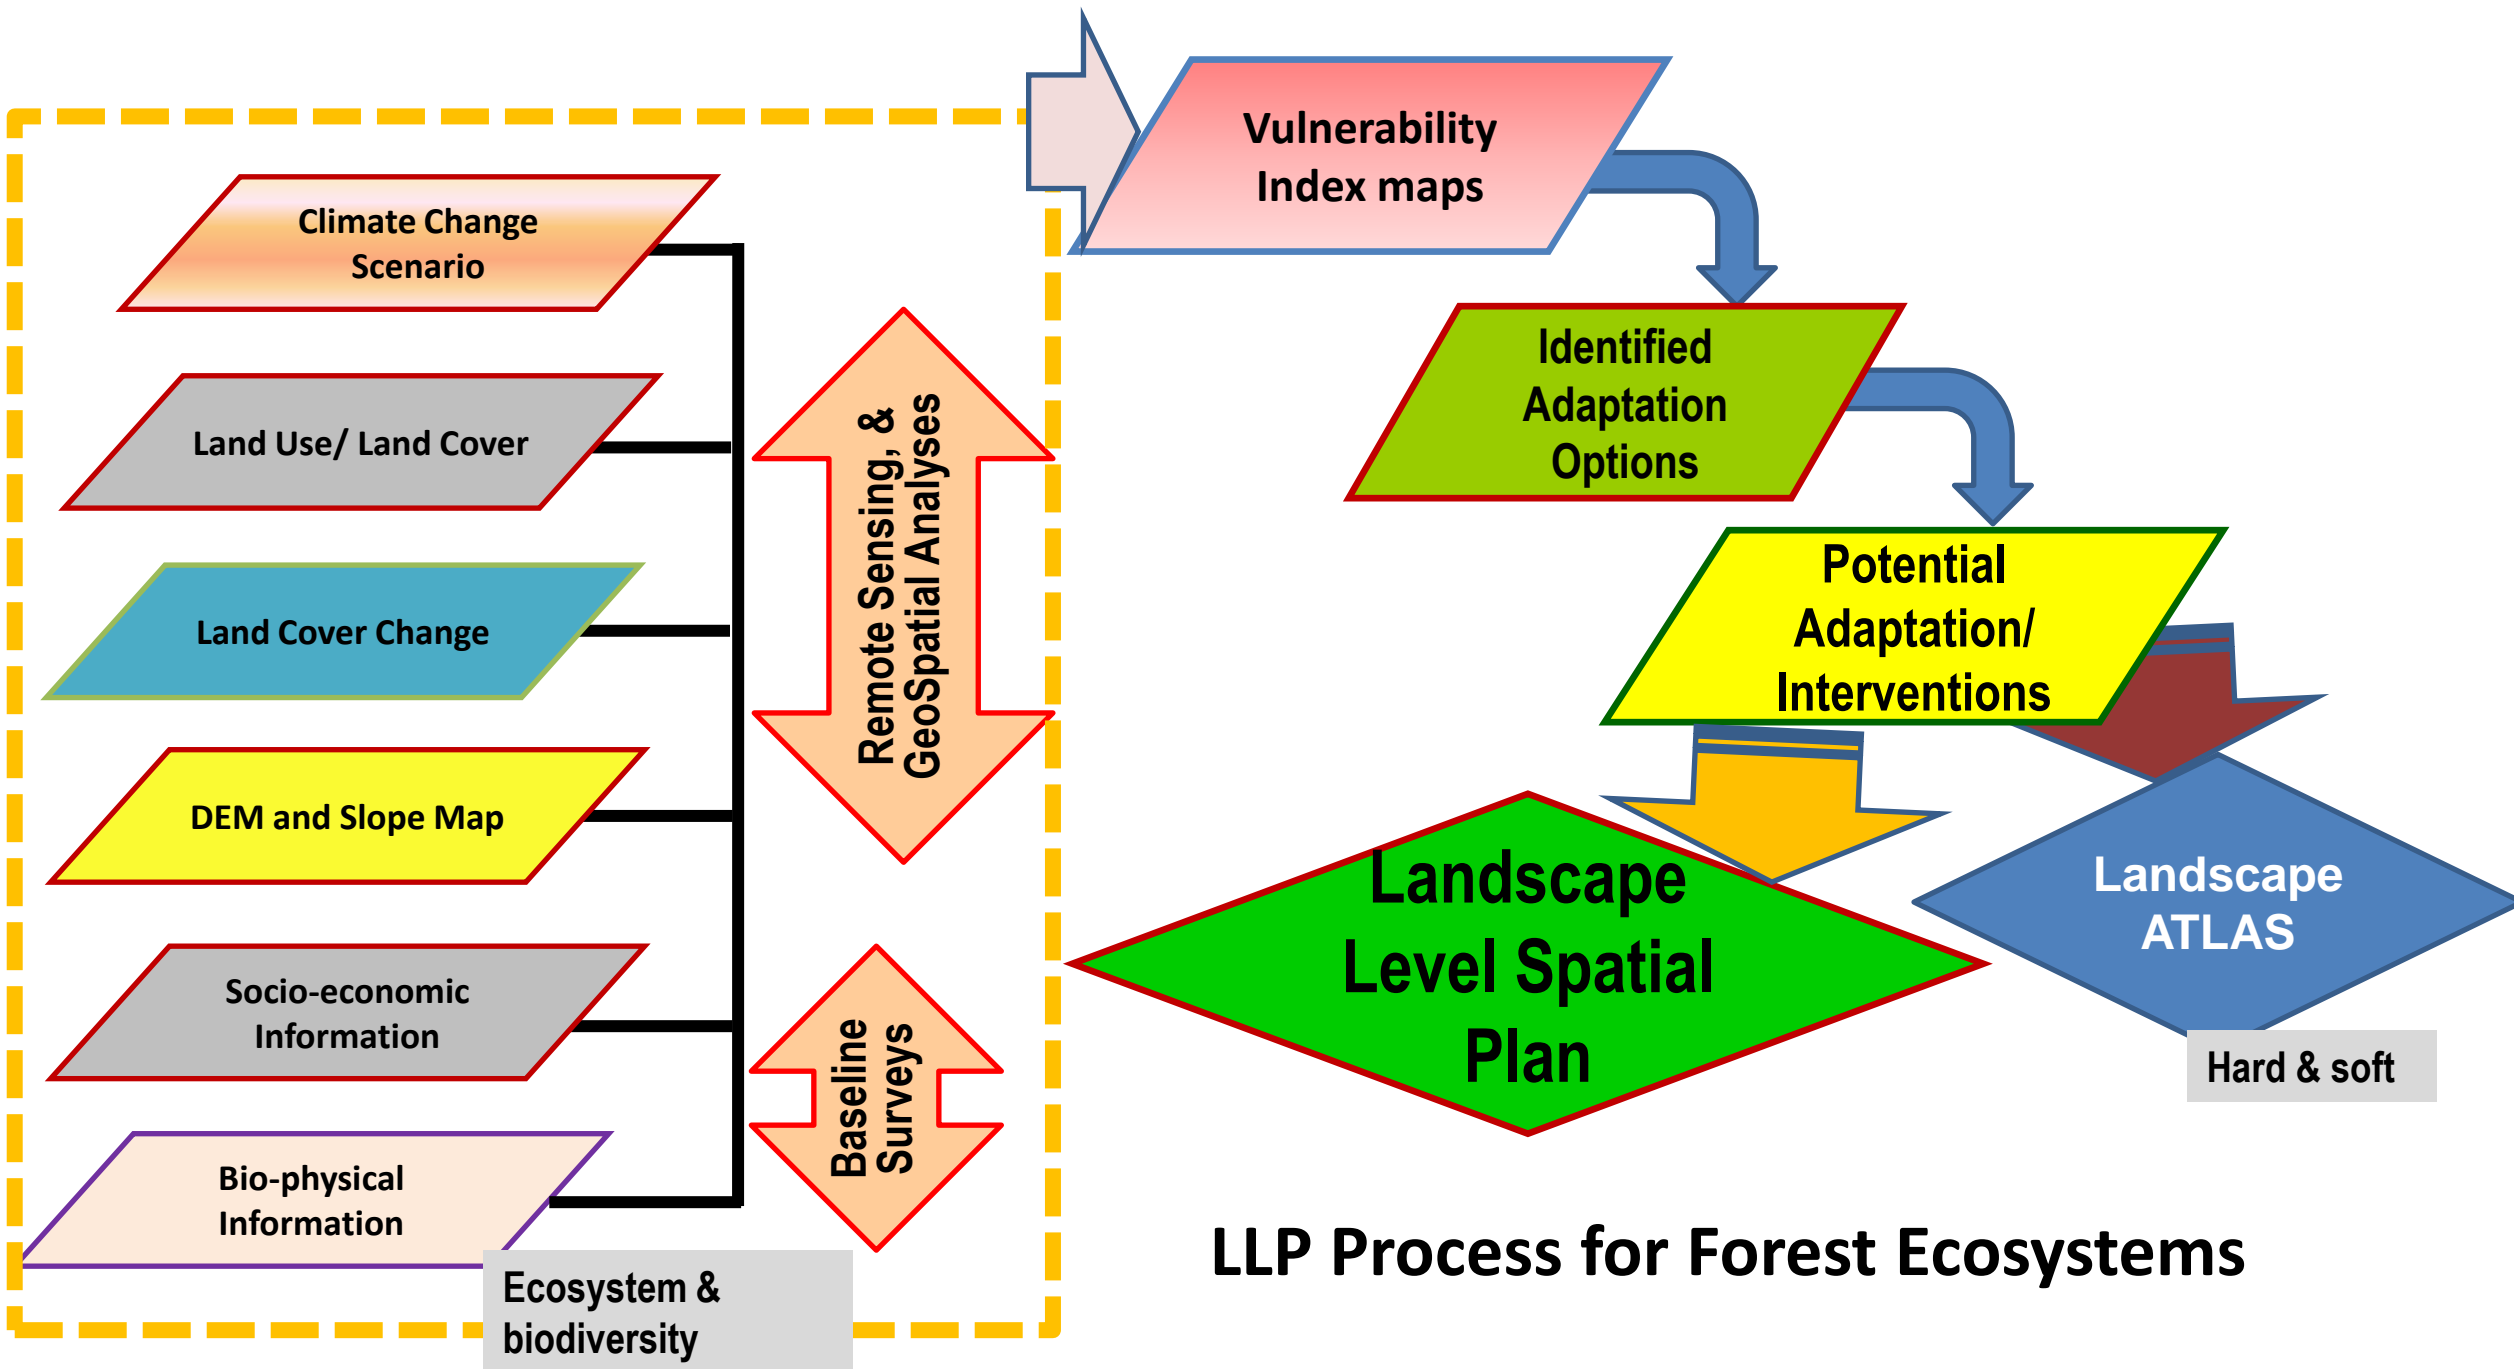 Climate Change
Scenario
Land Use/ Land Cover
Land Cover Change
DEM and Slope Map
Socio-economic
Information
Bio-physical
Information
Ecosystem &
biodiversity
Remote Sensing, &
GeoSpatial Analyses
Baseline
Surveys
Vulnerability
Index maps
Identified
Adaptation
Options
Potential
Adaptation/
Interventions
Landscape
Level Spatial
Plan
Landscape
ATLAS
Hard & soft
LLP Process for Forest Ecosystems